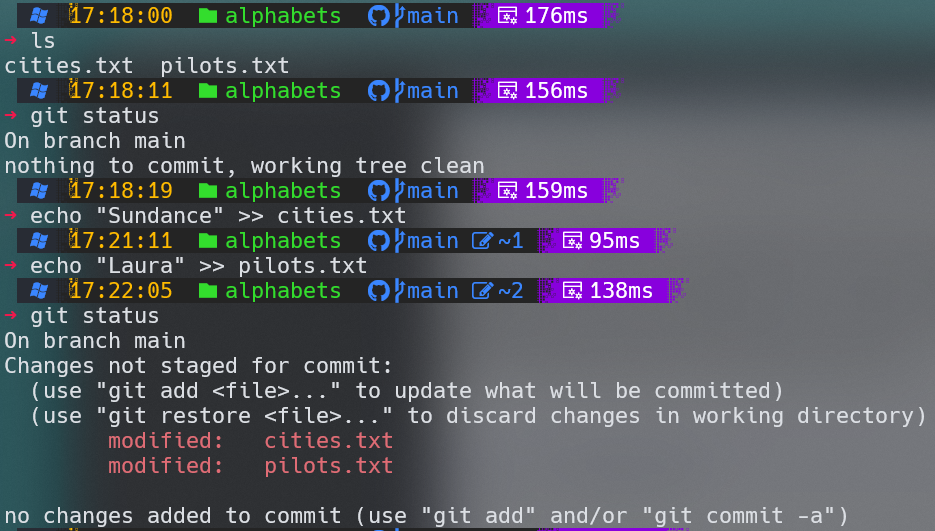 17:18:00 alphabets main 176ms
➜ ls
cities.txt  pilots.txt
17:18:11 alphabets main 156ms
➜ git status
On branch main
nothing to commit, working tree clean
17:18:19 alphabets main 159ms
➜ echo "Sundance" >> cities.txt
17:21:11 alphabets main ~1 95ms
➜ echo "Laura" >> pilots.txt
17:22:05 alphabets main ~2 138ms
➜ git status
On branch main
Changes not staged for commit:
  (use "git add <file>..." to update what will be committed)
  (use "git restore <file>..." to discard changes in working directory)
        modified:   cities.txt
        modified:   pilots.txt

no changes added to commit (use "git add" and/or "git commit -a")